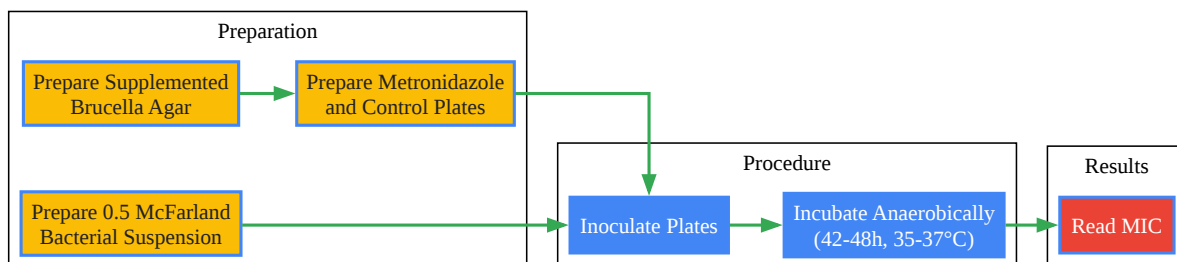 Preparation
Prepare Supplemented
Brucella Agar
Prepare Metronidazole
and Control Plates
Prepare 0.5 McFarland
Bacterial Suspension
Procedure
Inoculate Plates
Incubate Anaerobically
(42-48h, 35-37°C)
Results
Read MIC